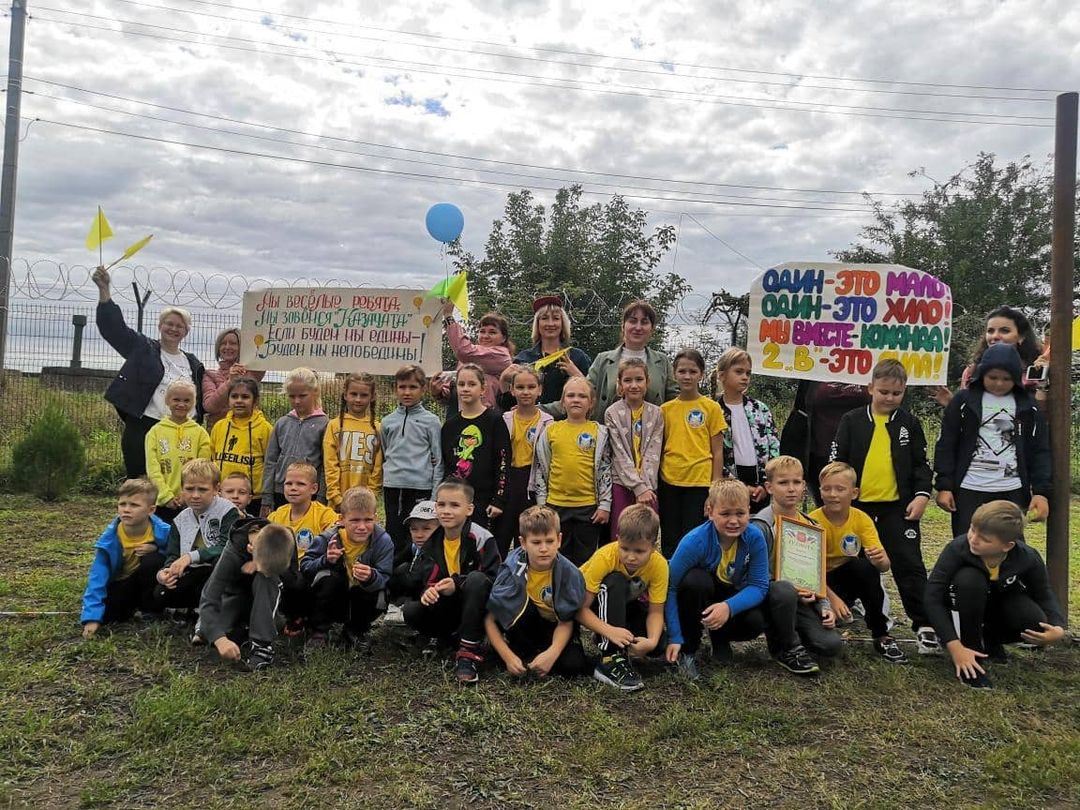 Мы весёлые ребята,
Мы зовёмся "Казачата"
Если будем мы едины-
Будем мы непобедимы!
Один-это мало!
Один-это хило!
Мы вместе-команда!
2 „В"-это сила!
YES